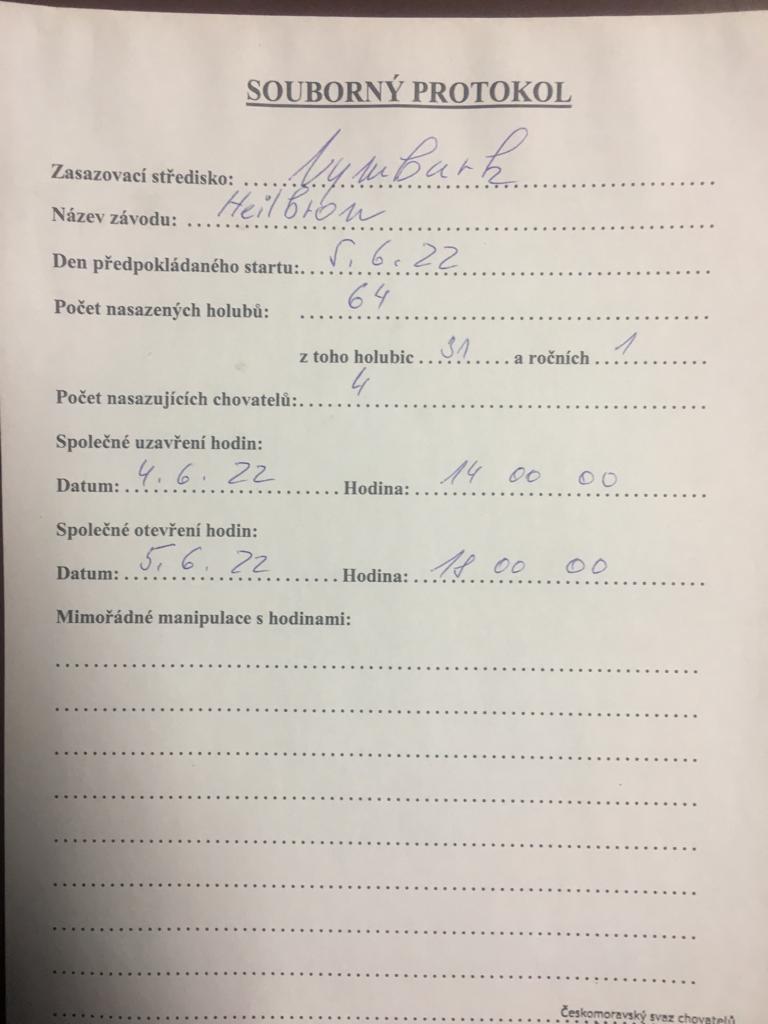 SOUBORNÝ PROTOKOL
Zasazovací středisko: Nymburk
Název závodu: Heilbron
Den předpokládaného startu: 5. 6. 22
Počet nasazených holubů: 64
z toho holubic 31 a ročních 1
Počet nasazujících chovatelů: 4
Společné uzavření hodin:
Datum: 4. 6. 22 Hodina: 14 00 00
Společné otevření hodin:
Datum: 5. 6. 22 Hodina: 18 00 00
Mimořádné manipulace s hodinami:
Českomoravský svaz chovatelů